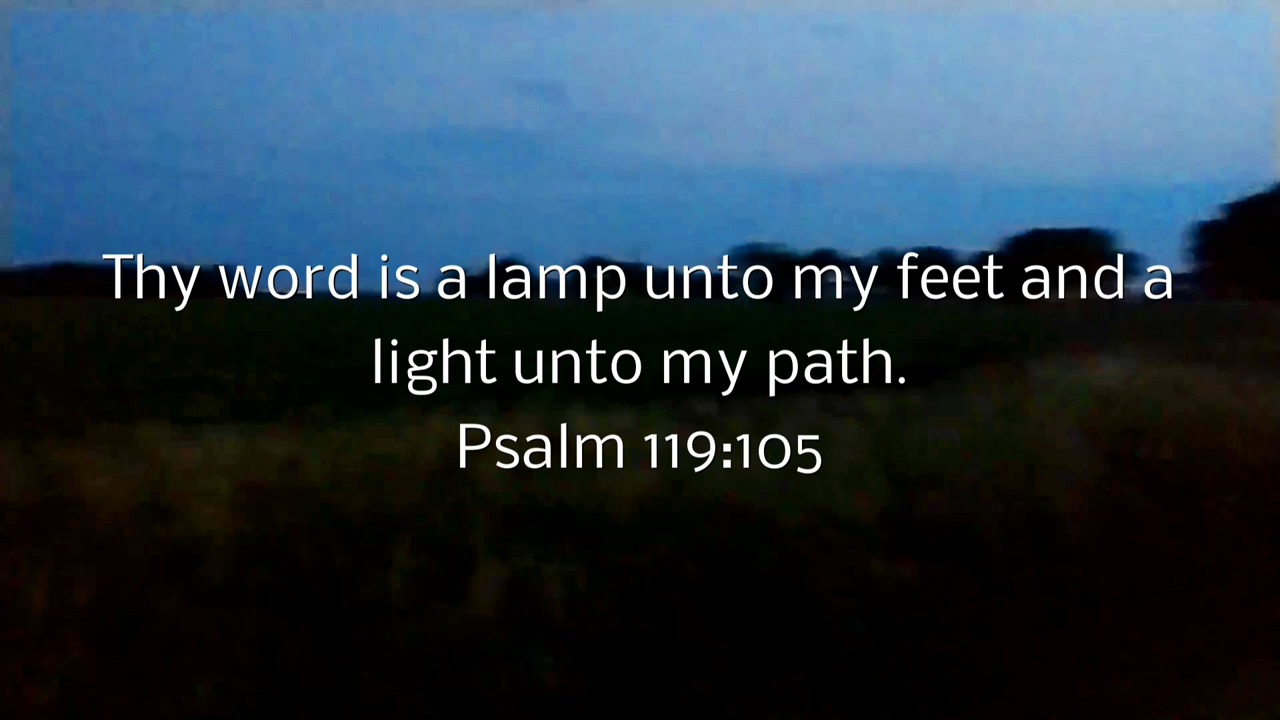 Thy word is a lamp unto my feet and a
light unto my path.
Psalm 119:105